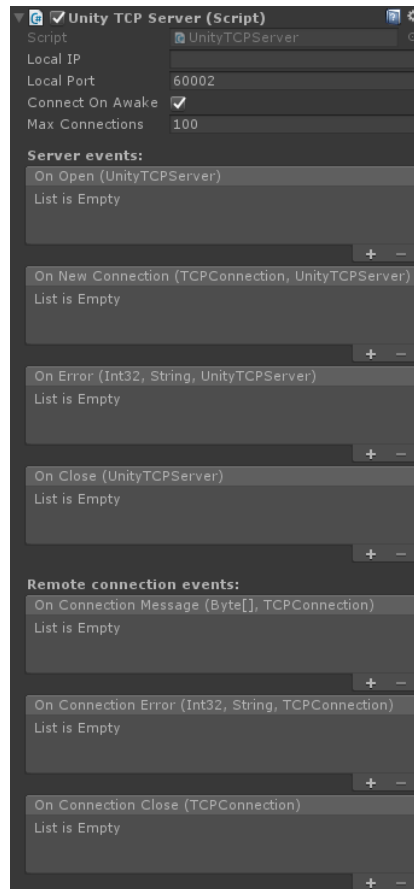 Unity TCP Server (Script)
Script UnityTCPServer
Local IP
Local Port 60002
Connect On Awake
Max Connections 100
Server events:
On Open (UnityTCPServer)
List is Empty
+ −
On New Connection (TCPConnection, UnityTCPServer)
List is Empty
+ −
On Error (Int32, String, UnityTCPServer)
List is Empty
+ −
On Close (UnityTCPServer)
List is Empty
+ −
Remote connection events:
On Connection Message (Byte[], TCPConnection)
List is Empty
+ −
On Connection Error (Int32, String, TCPConnection)
List is Empty
+ −
On Connection Close (TCPConnection)
List is Empty
+ −